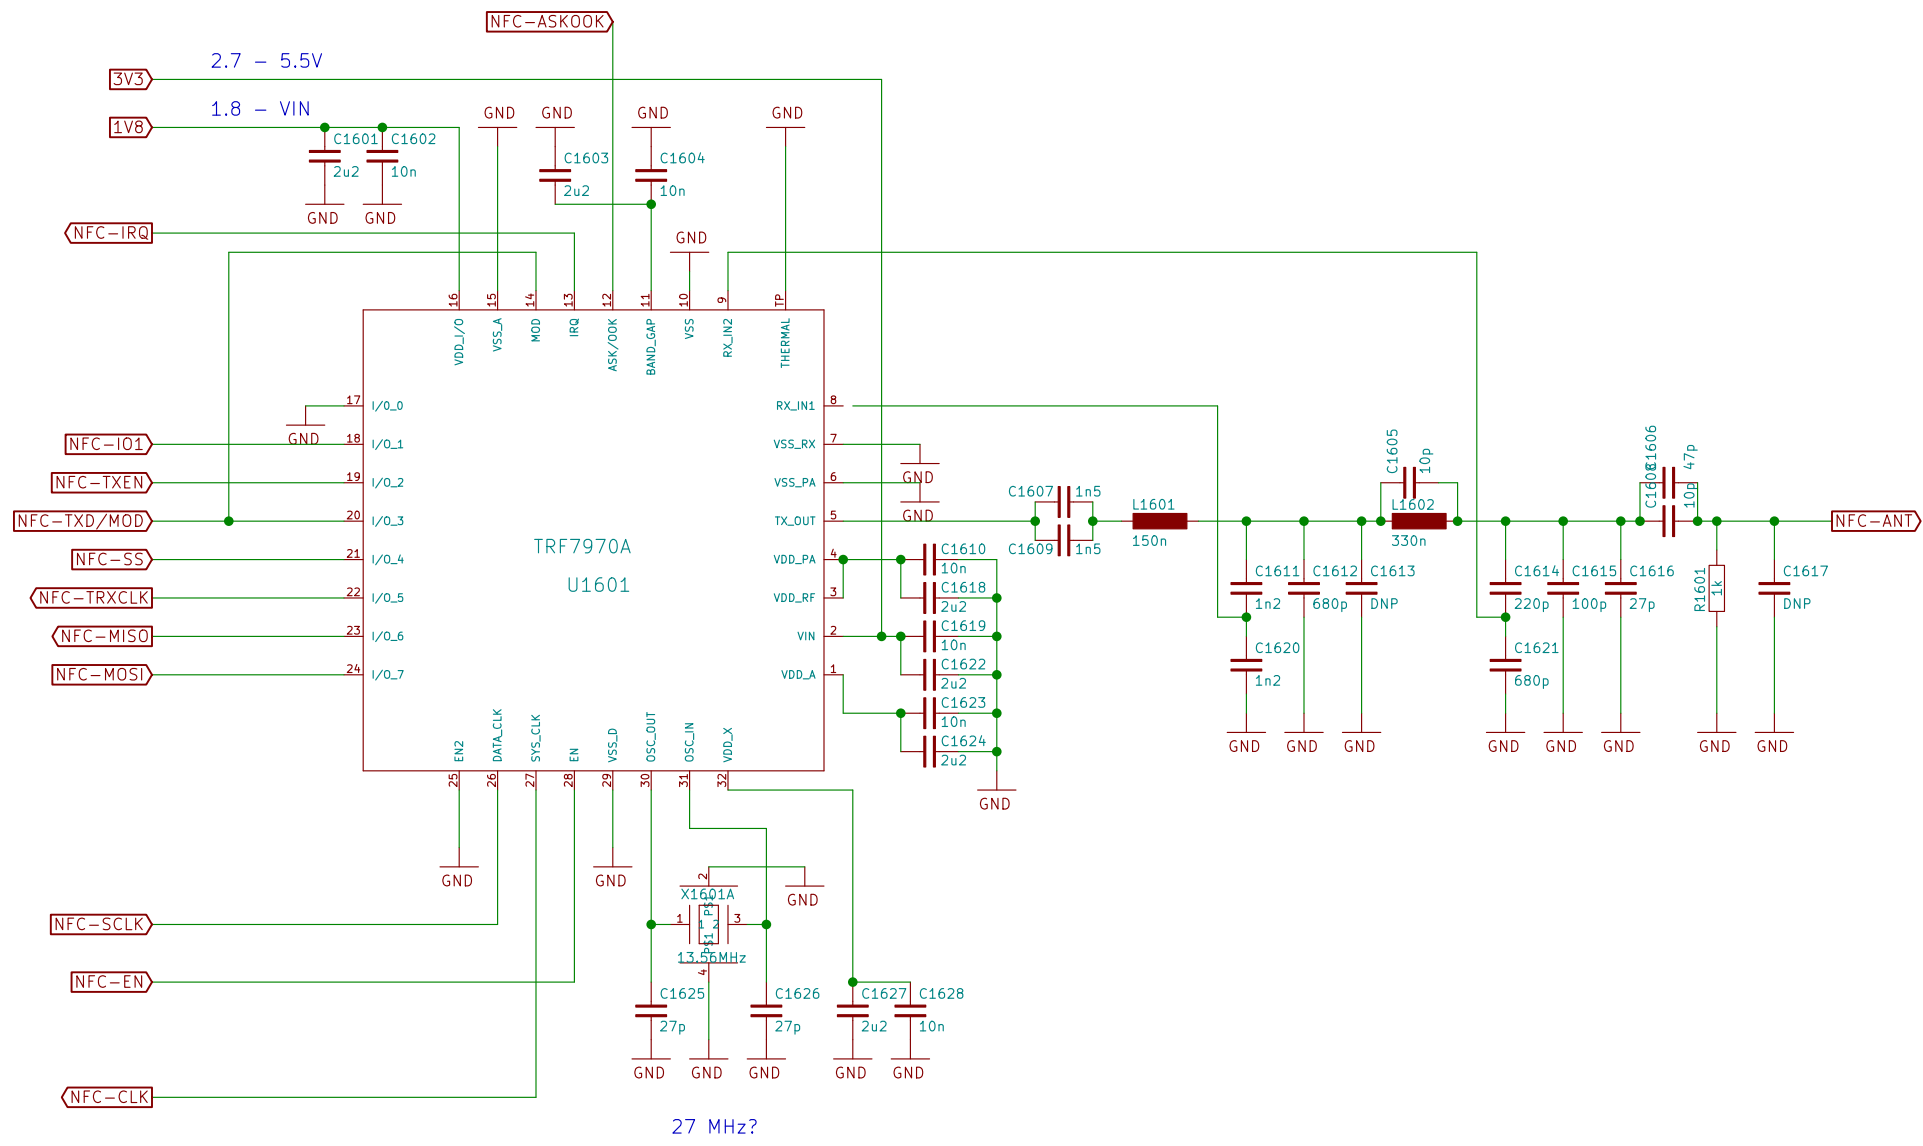 NFC-ASKOOK
2.7 - 5.5V
3V3
1.8 - VIN
1V8
GND GND GND GND
C1601 C1602
2u2 10n
C1603 C1604
2u2 10n
GND GND
NFC-IRQ
GND
16 15 14 13 12 11 10 9 TP
VDD_I/O VSS_A MOD IRQ ASK/OOK BAND_GAP VSS RX_IN2 THERMAL
17 I/O_0 RX_IN1 8
GND
NFC-IO1 18 I/O_1 VSS_RX 7
GND
NFC-TXEN 19 I/O_2 VSS_PA 6
GND
NFC-TXD/MOD 20 I/O_3 TX_OUT 5
NFC-SS 21 I/O_4 VDD_PA 4
NFC-TRXCLK 22 I/O_5 VDD_RF 3
NFC-MISO 23 I/O_6 VIN 2
NFC-MOSI 24 I/O_7 VDD_A 1
TRF7970A
U1601
C1607 1n5
C1609 1n5
L1601
150n
C1605 10p
L1602
330n
C1606 47p
C1608 10p
NFC-ANT
C1610
10n
C1618
2u2
C1619
10n
C1622
2u2
C1623
10n
C1624
2u2
GND
C1611 C1612 C1613
1n2 680p DNP
C1620
1n2
GND GND GND
C1614 C1615 C1616
220p 100p 27p
C1621
680p
R1601 1k
C1617
DNP
GND GND GND GND GND
EN2 DATA_CLK SYS_CLK EN VSS_D OSC_OUT OSC_IN VDD_X
25 26 27 28 29 30 31 32
GND GND
2
GND
X1601A
PS1
1 1 2 3
PS1
13.56MHz
4
NFC-SCLK
NFC-EN
C1625 C1626 C1627 C1628
27p 27p 2u2 10n
GND GND GND GND GND
NFC-CLK
27 MHz?